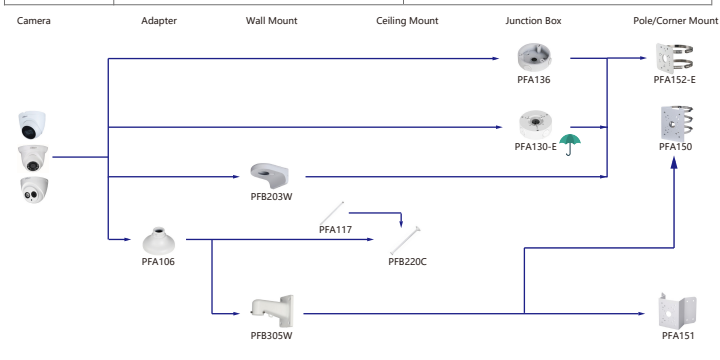 Camera Adapter Wall Mount Ceiling Mount Junction Box Pole/Corner Mount
PFA136
PFA152-E
PFA130-E
PFA150
PFB203W
PFA117
PFA106
PFB220C
PFB305W
PFA151